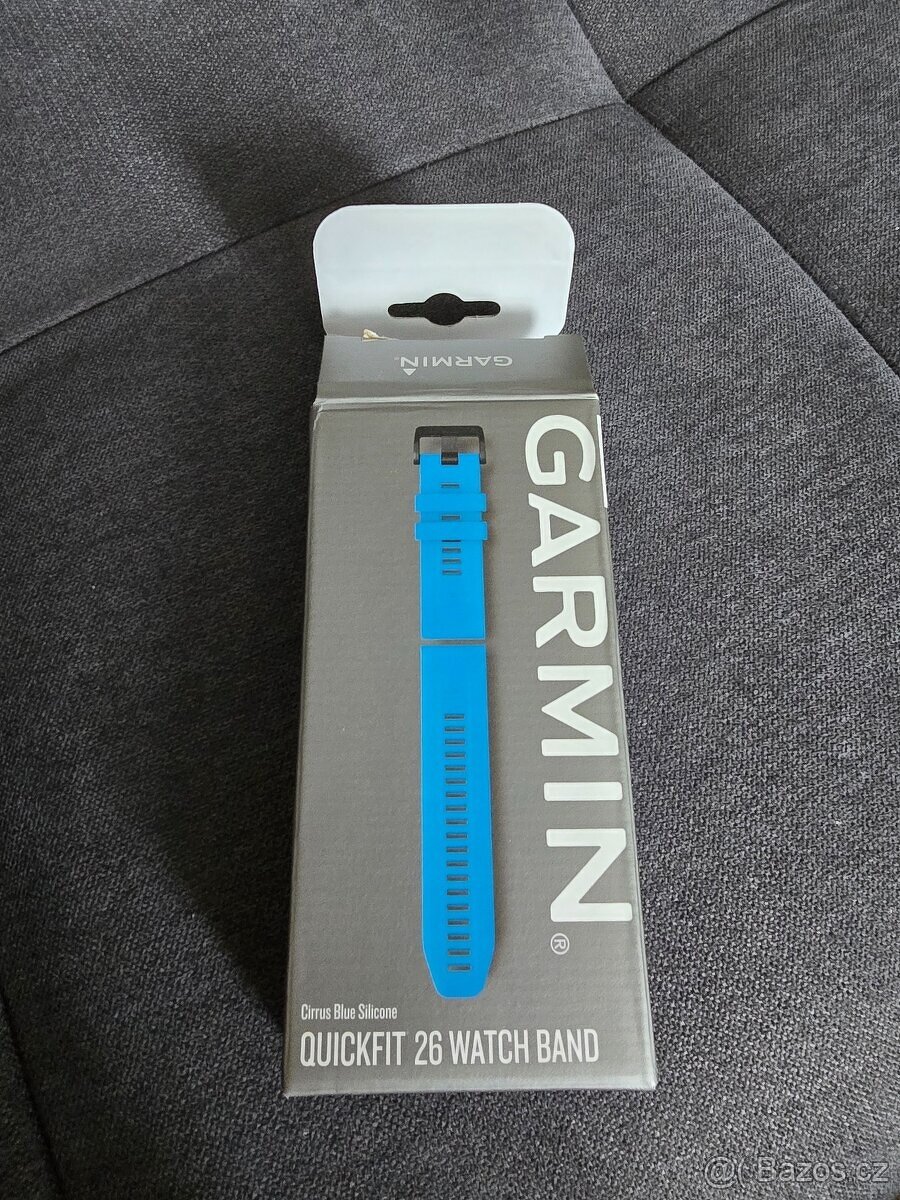 GARMIN®
GARMIN®
Cirrus Blue Silicone
QUICKFIT 26 WATCH BAND
@ Bazos.cz